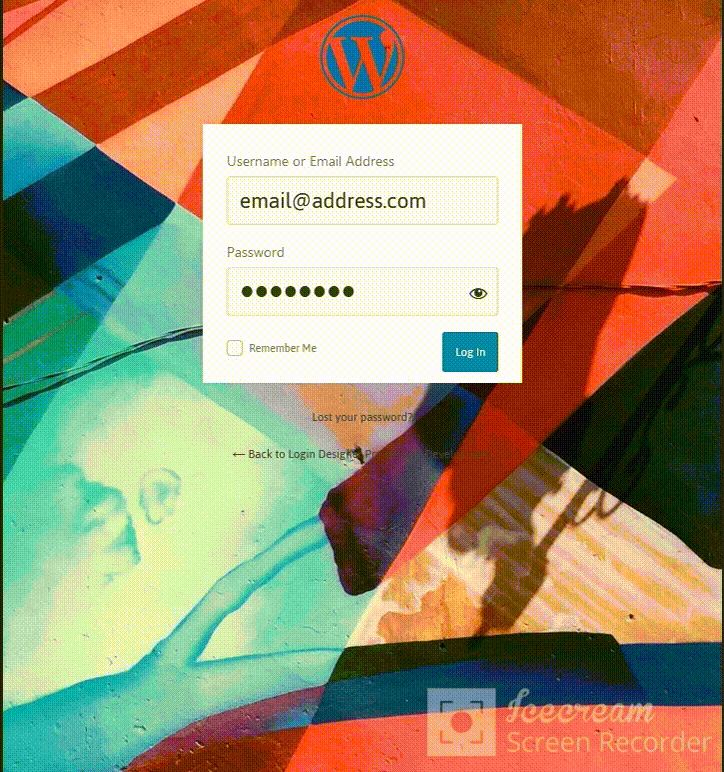 Username or Email Address
email@address.com
Password
Remember Me
Log In
Lost your password?
← Back to Login Designer
Icecream
Screen Recorder